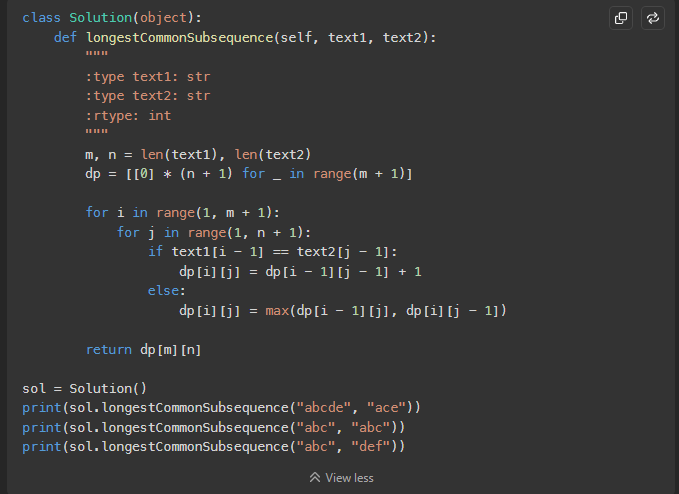 class Solution(object):
    def longestCommonSubsequence(self, text1, text2):
        """
        :type text1: str
        :type text2: str
        :rtype: int
        """
        m, n = len(text1), len(text2)
        dp = [[0] * (n + 1) for _ in range(m + 1)]

        for i in range(1, m + 1):
            for j in range(1, n + 1):
                if text1[i - 1] == text2[j - 1]:
                    dp[i][j] = dp[i - 1][j - 1] + 1
                else:
                    dp[i][j] = max(dp[i - 1][j], dp[i][j - 1])

        return dp[m][n]

sol = Solution()
print(sol.longestCommonSubsequence("abcde", "ace"))
print(sol.longestCommonSubsequence("abc", "abc"))
print(sol.longestCommonSubsequence("abc", "def"))
View less